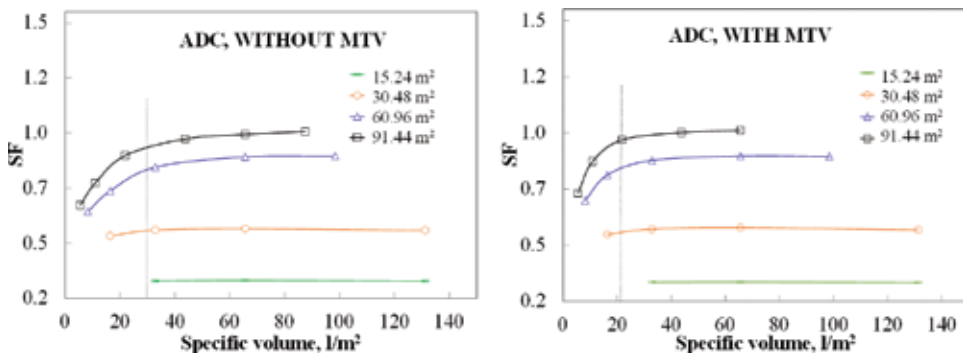 ADC, WITHOUT MTV
1.5
1.2
1.0
0.7
0.5
0.2
SF
15.24 m²
30.48 m²
60.96 m²
91.44 m²
0 20 40 60 80 100 120 140
Specific volume, l/m²
ADC, WITH MTV
1.5
1.2
1.0
0.7
0.5
0.2
SF
15.24 m²
30.48 m²
60.96 m²
91.44 m²
0 20 40 60 80 100 120 140
Specific volume, l/m²